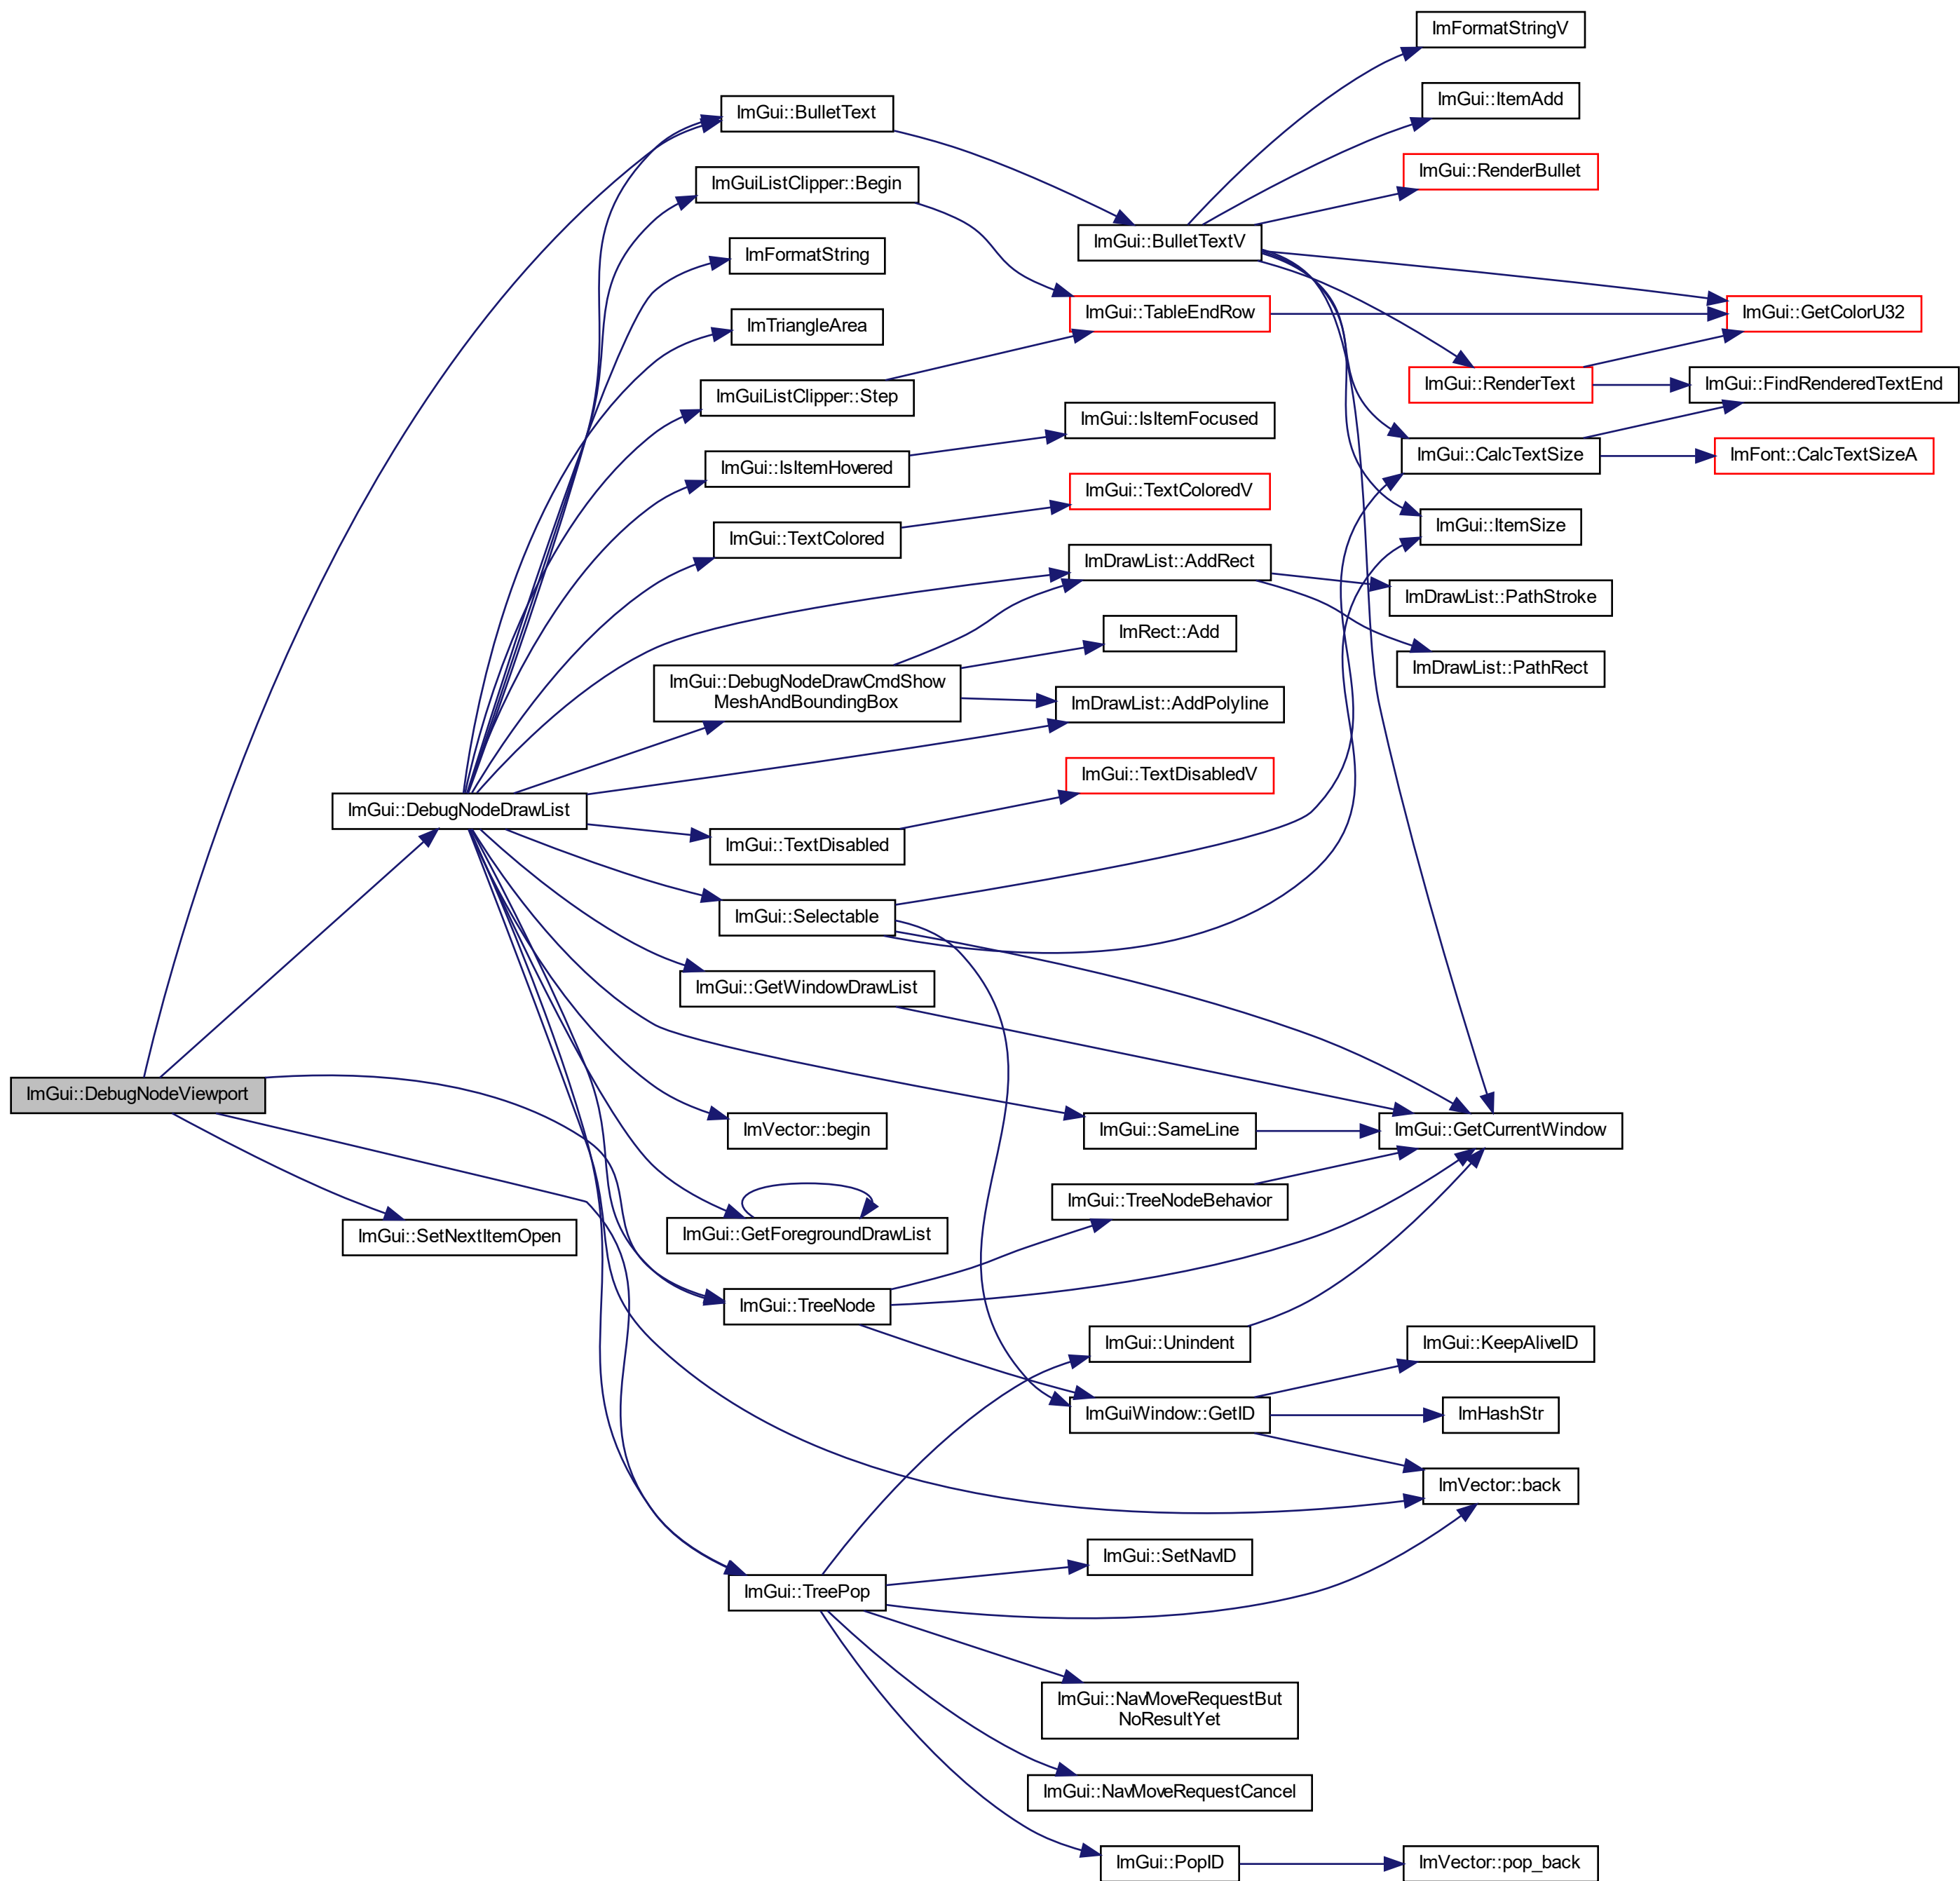 ImFormatStringV
ImGui::ItemAdd
ImGui::BulletText
ImGui::RenderBullet
ImGuiListClipper::Begin
ImGui::BulletTextV
ImFormatString
ImGui::TableEndRow
ImGui::GetColorU32
ImTriangleArea
ImGui::RenderText
ImGui::FindRenderedTextEnd
ImGuiListClipper::Step
ImGui::IsItemFocused
ImGui::CalcTextSize
ImFont::CalcTextSizeA
ImGui::IsItemHovered
ImGui::TextColoredV
ImGui::ItemSize
ImGui::TextColored
ImDrawList::AddRect
ImDrawList::PathStroke
ImRect::Add
ImDrawList::PathRect
ImGui::DebugNodeDrawCmdShow
MeshAndBoundingBox
ImDrawList::AddPolyline
ImGui::TextDisabledV
ImGui::DebugNodeDrawList
ImGui::TextDisabled
ImGui::Selectable
ImGui::GetWindowDrawList
ImGui::DebugNodeViewport
ImVector::begin
ImGui::SameLine
ImGui::GetCurrentWindow
ImGui::TreeNodeBehavior
ImGui::SetNextItemOpen
ImGui::GetForegroundDrawList
ImGui::TreeNode
ImGui::Unindent
ImGui::KeepAliveID
ImGuiWindow::GetID
ImHashStr
ImVector::back
ImGui::SetNavID
ImGui::TreePop
ImGui::NavMoveRequestBut
NoResultYet
ImGui::NavMoveRequestCancel
ImGui::PopID
ImVector::pop_back